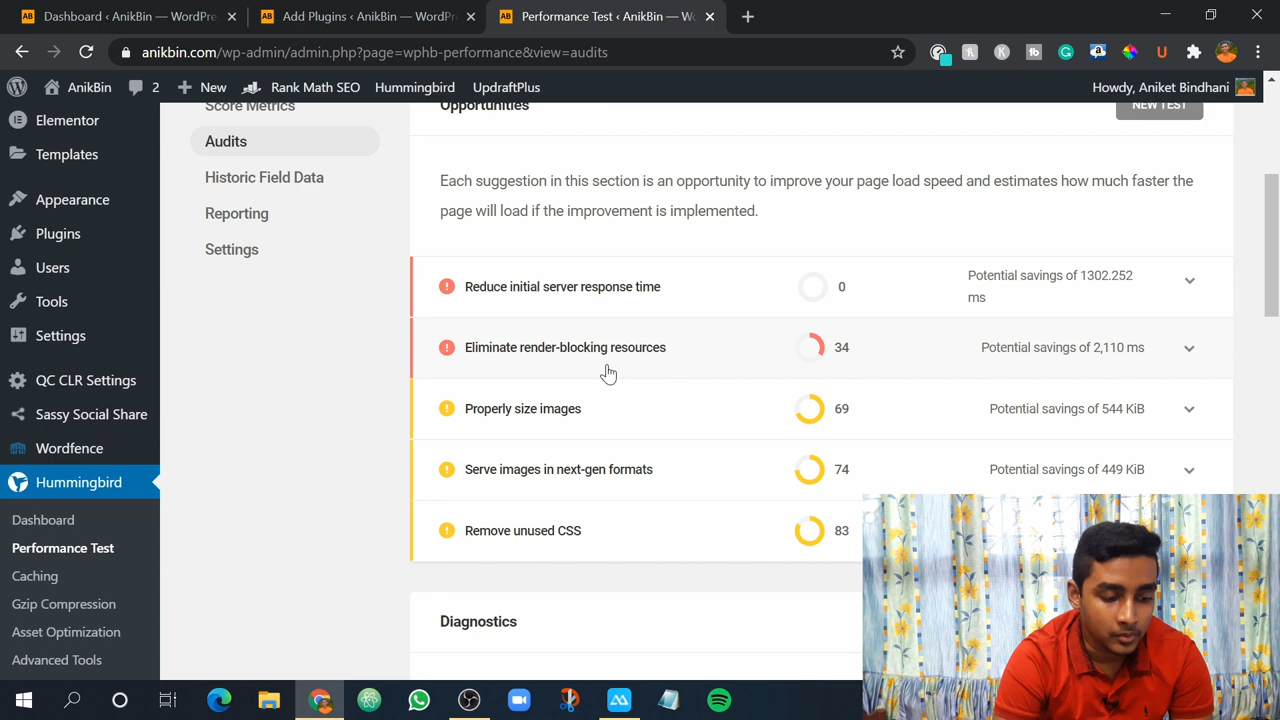 Dashboard ‹ AnikBin — WordPre
Add Plugins ‹ AnikBin — WordPr
Performance Test ‹ AnikBin — Wo
anikbin.com/wp-admin/admin.php?page=wphb-performance&view=audits
AnikBin
2
New
Rank Math SEO
Hummingbird
UpdraftPlus
Howdy, Aniket Bindhani
Elementor
Templates
Appearance
Plugins
Users
Tools
Settings
QC CLR Settings
Sassy Social Share
Wordfence
Hummingbird
Dashboard
Performance Test
Caching
Gzip Compression
Asset Optimization
Advanced Tools
Score Metrics
Audits
Historic Field Data
Reporting
Settings
Opportunities
NEW TEST
Each suggestion in this section is an opportunity to improve your page load speed and estimates how much faster the
page will load if the improvement is implemented.
Reduce initial server response time
0
Potential savings of 1302.252
ms
Eliminate render-blocking resources
34
Potential savings of 2,110 ms
Properly size images
69
Potential savings of 544 KiB
Serve images in next-gen formats
74
Potential savings of 449 KiB
Remove unused CSS
83
Diagnostics